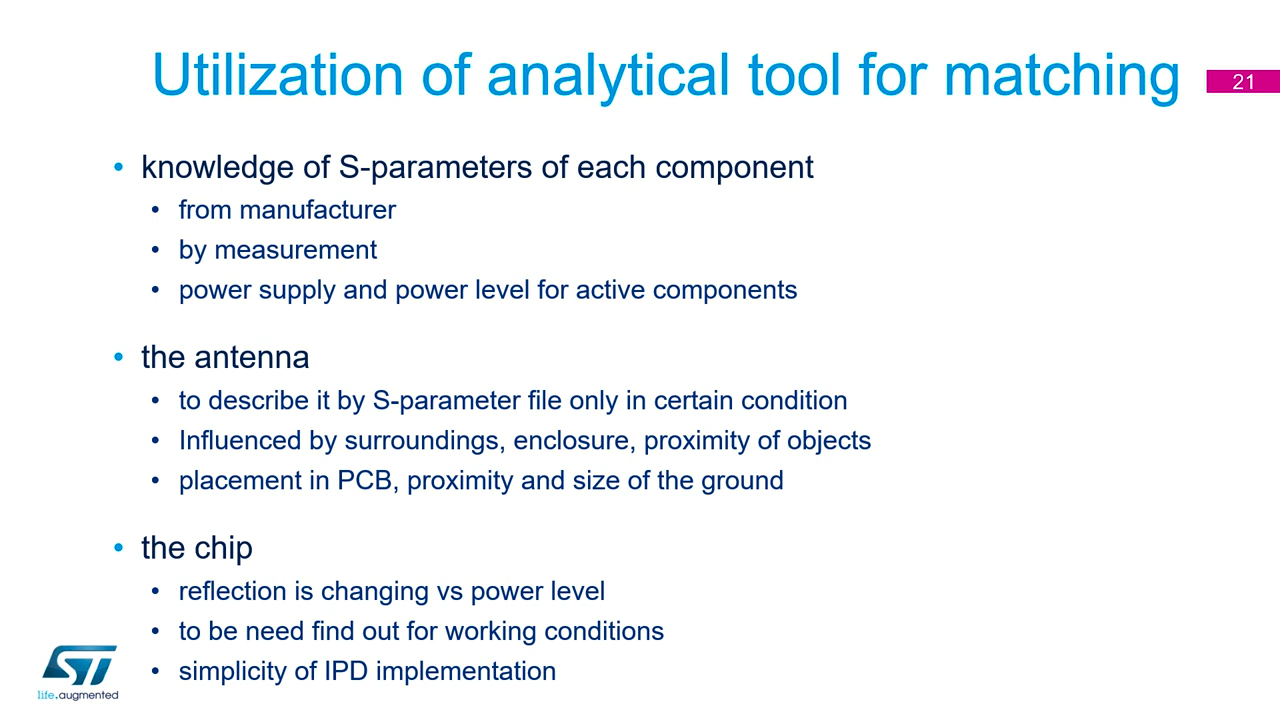 Utilization of analytical tool for matching
21
• knowledge of S-parameters of each component
• from manufacturer
• by measurement
• power supply and power level for active components
• the antenna
• to describe it by S-parameter file only in certain condition
• Influenced by surroundings, enclosure, proximity of objects
• placement in PCB, proximity and size of the ground
• the chip
• reflection is changing vs power level
• to be need find out for working conditions
• simplicity of IPD implementation
ST
life.augmented